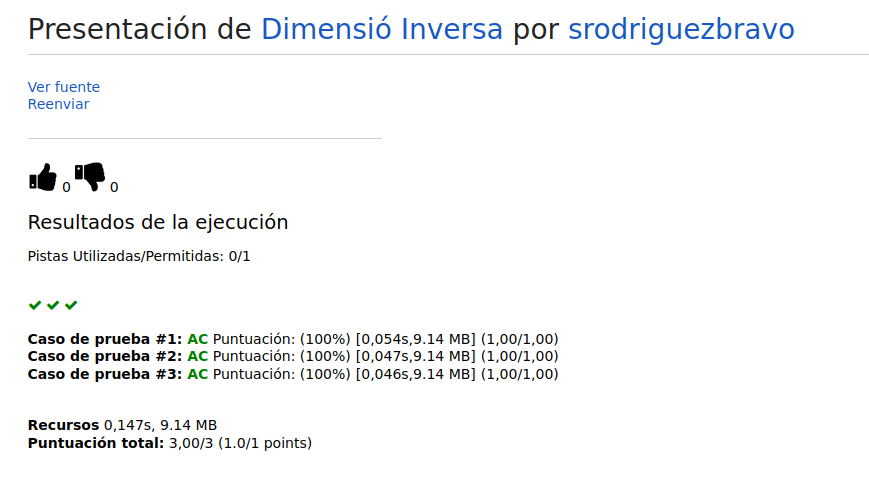 Presentación de Dimensió Inversa por srodriguezbravo
Ver fuente
Reenviar
0 0
Resultados de la ejecución
Pistas Utilizadas/Permitidas: 0/1
Caso de prueba #1: AC Puntuación: (100%) [0,054s,9.14 MB] (1,00/1,00)
Caso de prueba #2: AC Puntuación: (100%) [0,047s,9.14 MB] (1,00/1,00)
Caso de prueba #3: AC Puntuación: (100%) [0,046s,9.14 MB] (1,00/1,00)
Recursos 0,147s, 9.14 MB
Puntuación total: 3,00/3 (1.0/1 points)